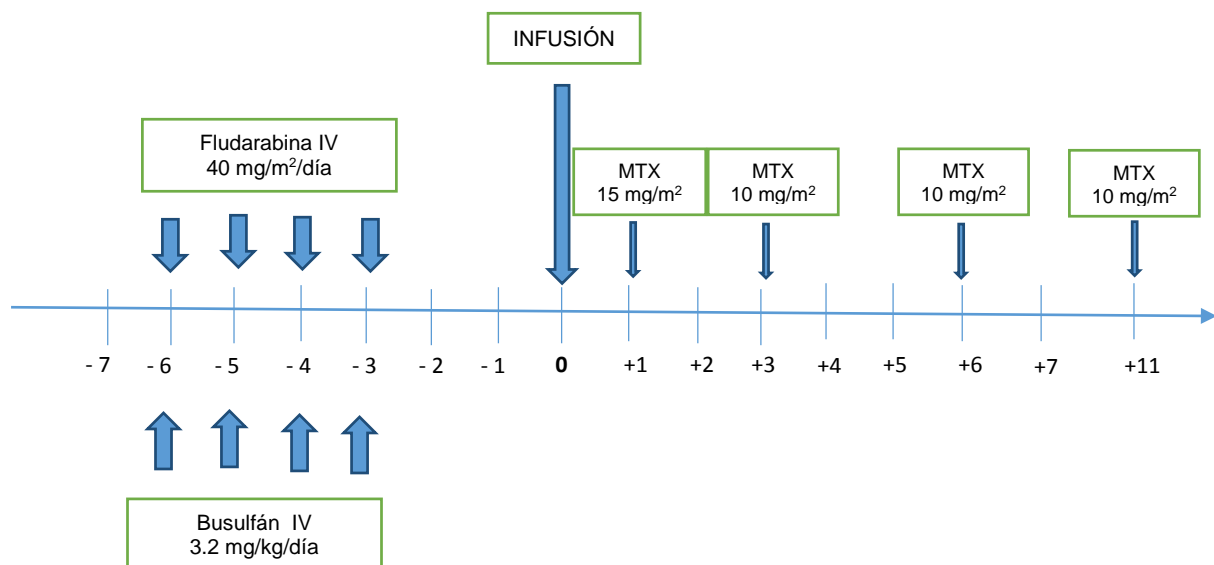 INFUSIÓN
Fludarabina IV
40 mg/m²/día
MTX
15 mg/m²
MTX
10 mg/m²
MTX
10 mg/m²
MTX
10 mg/m²
- 7 - 6 - 5 - 4 - 3 - 2 - 1 0 +1 +2 +3 +4 +5 +6 +7 +11
Busulfán IV
3.2 mg/kg/día